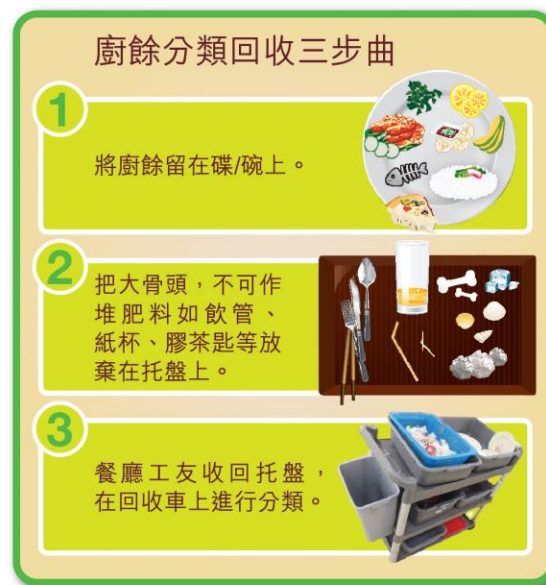 廚餘分類回收三步曲
1
將廚餘留在碟/碗上。
2
把大骨頭，不可作
堆肥料如飲管、
紙杯、膠茶匙等放
棄在托盤上。
3
餐廳工友收回托盤，
在回收車上進行分類。